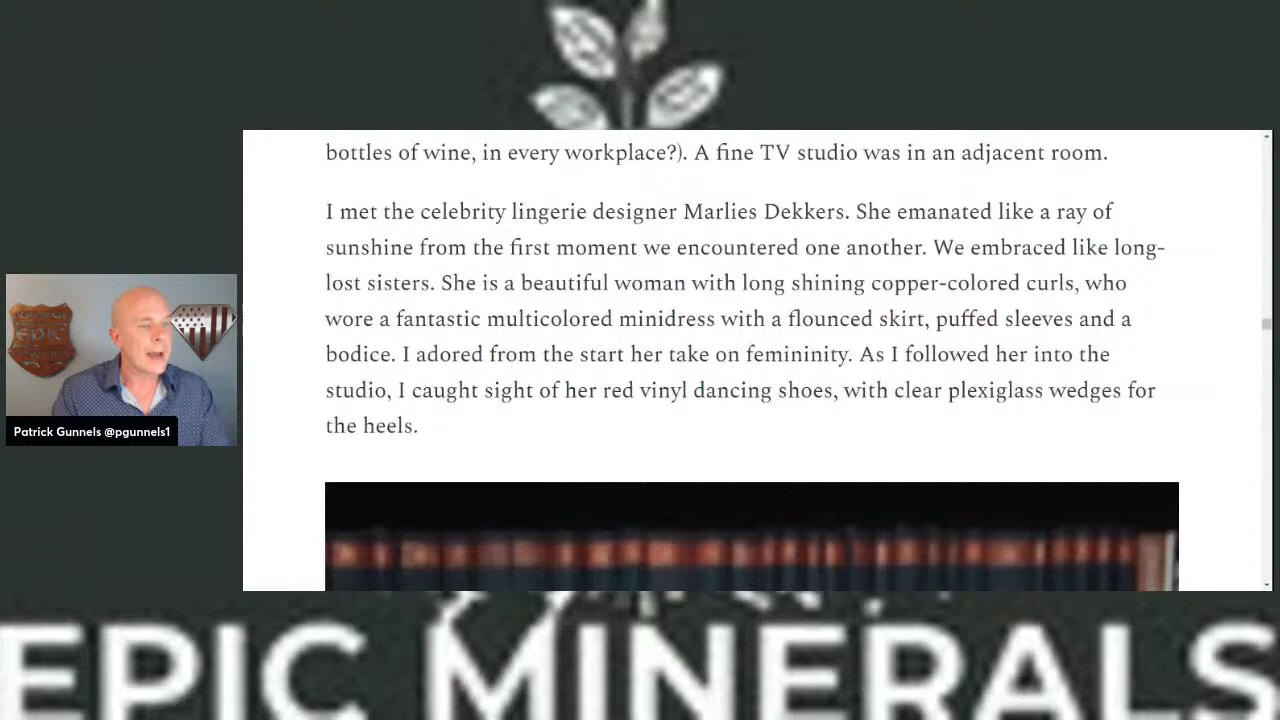 bottles of wine, in every workplace?). A fine TV studio was in an adjacent room.
I met the celebrity lingerie designer Marlies Dekkers. She emanated like a ray of
sunshine from the first moment we encountered one another. We embraced like long-
lost sisters. She is a beautiful woman with long shining copper-colored curls, who
wore a fantastic multicolored minidress with a flounced skirt, puffed sleeves and a
bodice. I adored from the start her take on femininity. As I followed her into the
studio, I caught sight of her red vinyl dancing shoes, with clear plexiglass wedges for
the heels.
EPIC
Patrick Gunnels @pgunnels1
EPIC MINERALS